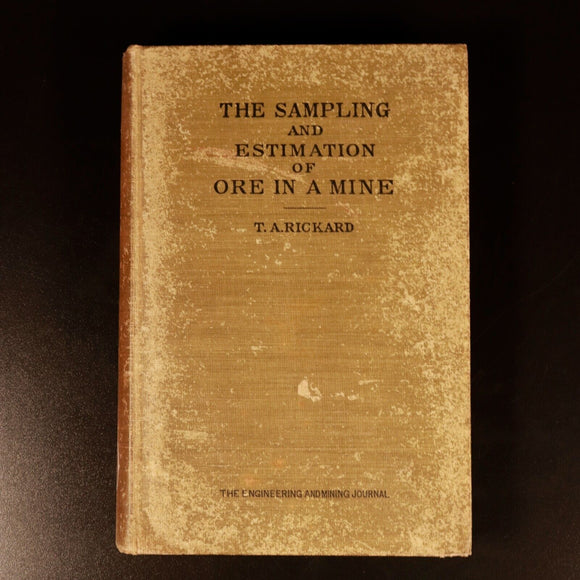 THE SAMPLING
AND
ESTIMATION
OF
ORE IN A MINE
T. A. RICKARD
THE ENGINEERING AND MINING JOURNAL